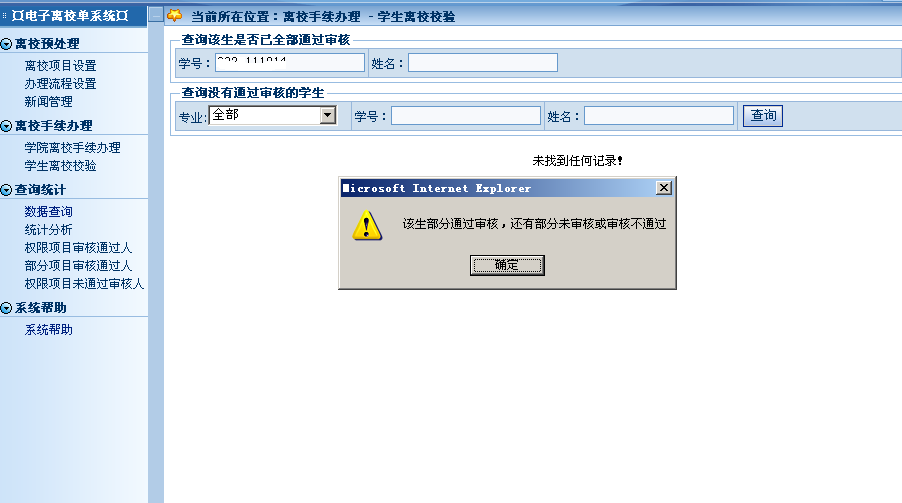 ¤电子离校单系统¤
离校预处理
离校项目设置
办理流程设置
新闻管理
离校手续办理
学院离校手续办理
学生离校校验
查询统计
数据查询
统计分析
权限项目审核通过人
部分项目审核通过人
权限项目未通过审核人
系统帮助
系统帮助
当前所在位置：离校手续办理 - 学生离校校验
查询该生是否已全部通过审核
学号： 姓名：
查询没有通过审核的学生
专业: 全部 学号： 姓名： 查询
未找到任何记录!
Microsoft Internet Explorer
该生部分通过审核，还有部分未审核或审核不通过
确定